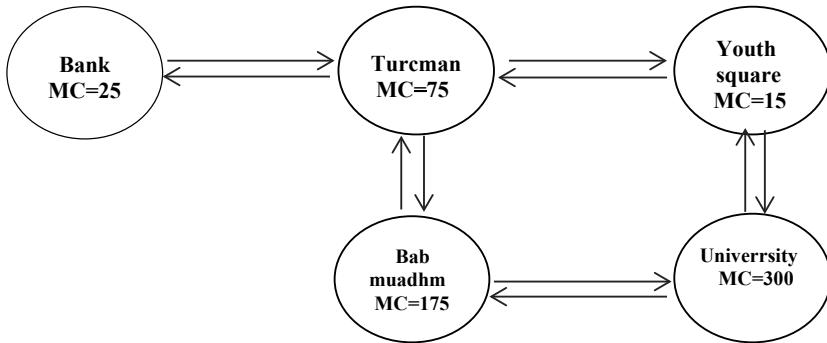 Bank
MC=25
Turcman
MC=75
Youth
square
MC=15
Bab
muadhm
MC=175
Univerrsity
MC=300